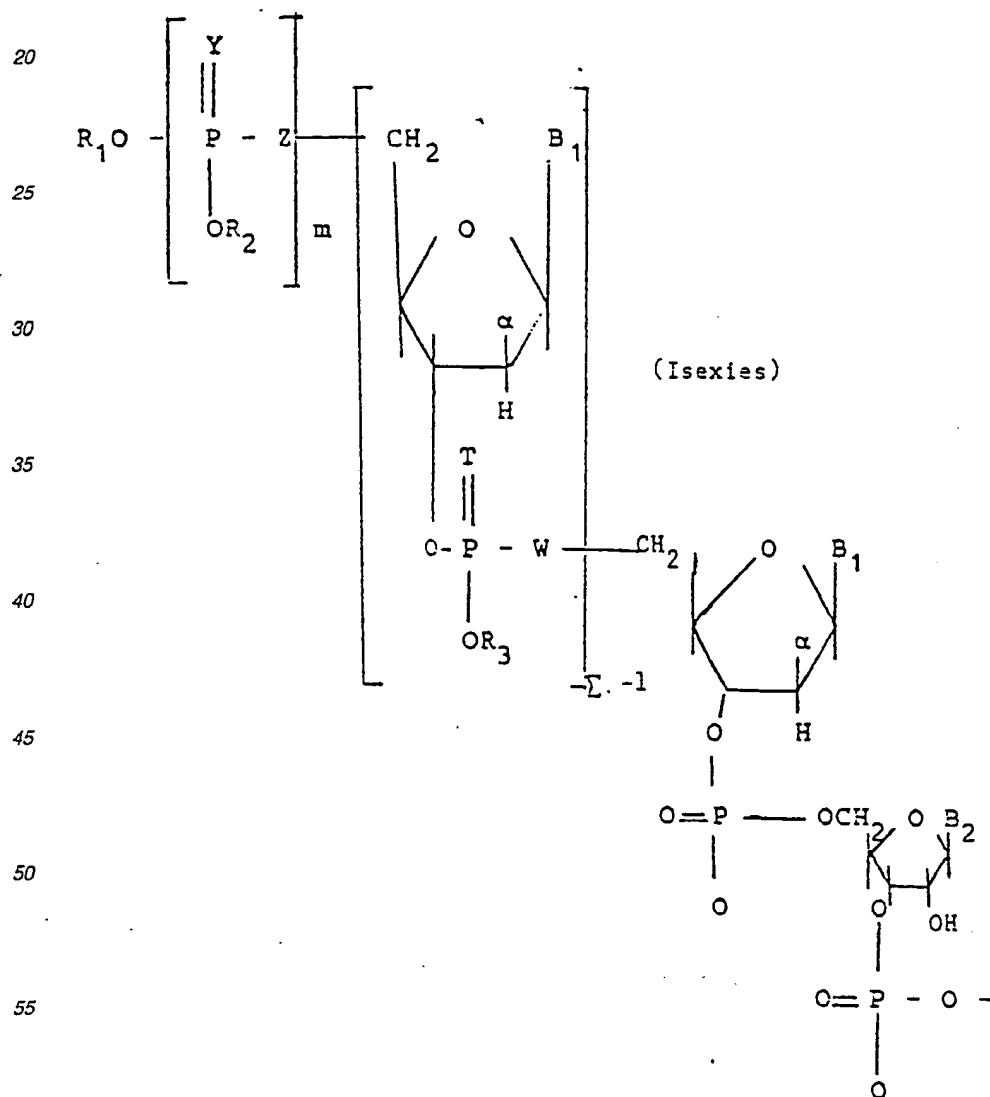 20
Y
R₁O - P - Z CH₂ B₁
25
OR₂ m O
30
α
(Isexies)
H
35
T
O- P - W CH₂ O B₁
40
OR₃ α
-Σ. -1
45
O H
O=P OCH₂ O B₂
50
O O OH
55
O=P - O -
O